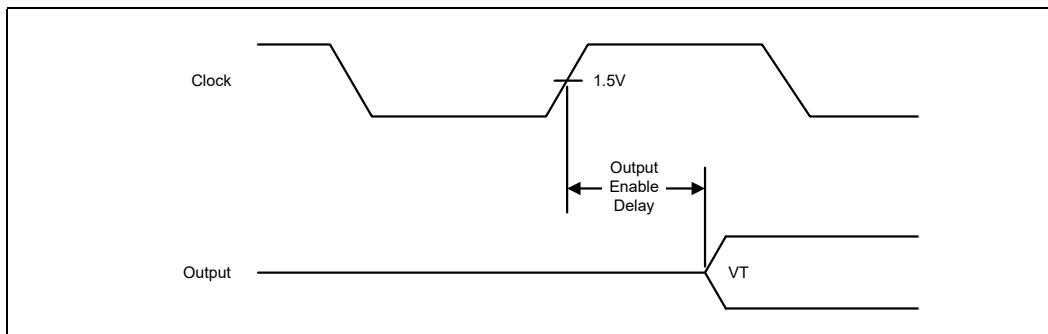 Clock
1.5V
Output
Enable
Delay
Output
VT